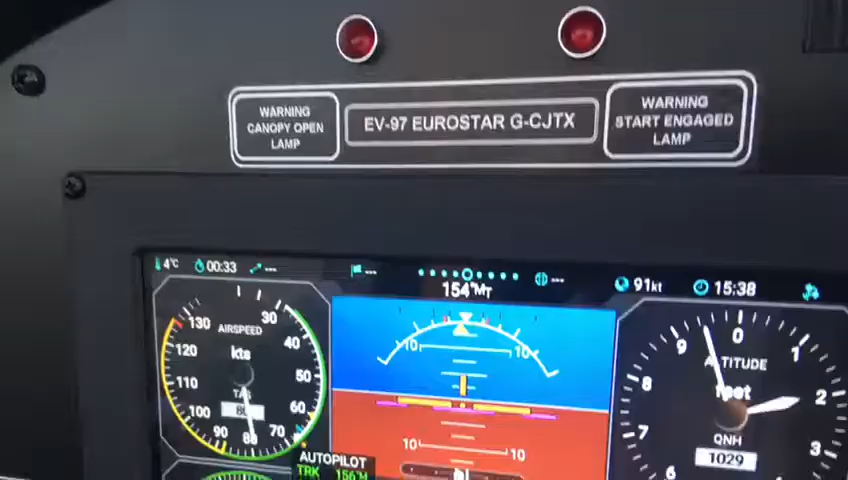 WARNING
CANOPY OPEN
LAMP
EV-97 EUROSTAR G-CJTX
WARNING
START ENGAGED
LAMP
4°C 00:33 ---
---
---
91kt
15:38
154°MT
130
30
AIRSPEED
kts
120
40
110
50
TAS
100
60
90
80
70
10 10
10 10
AUTOPILOT
TRK 156°M
0
9
1
ALTITUDE
feet
8
2
7
3
QNH
1029
6